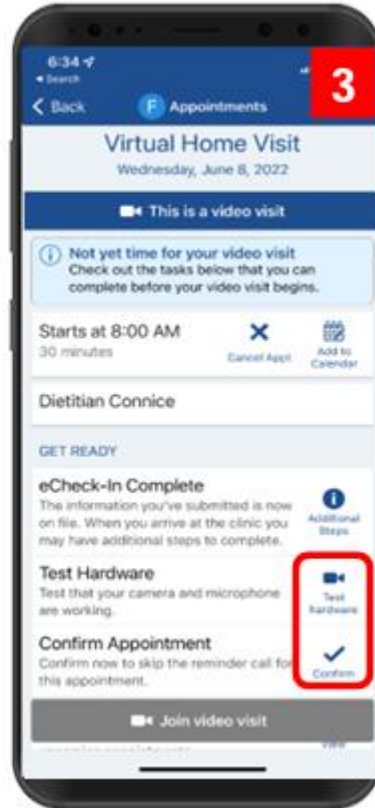 6:34
Search
3
Back
F Appointments
Virtual Home Visit
Wednesday, June 8, 2022
This is a video visit
Not yet time for your video visit
Check out the tasks below that you can
complete before your video visit begins.
Starts at 8:00 AM
30 minutes
Cancel Appt
Add to
Calendar
Dietitian Connice
GET READY
eCheck-In Complete
The information you've submitted is now
on file. When you arrive at the clinic you
may have additional steps to complete.
Additional
Steps
Test Hardware
Test that your camera and microphone
are working.
Test
hardware
Confirm Appointment
Confirm now to skip the reminder call for
this appointment.
Confirm
Join video visit
View